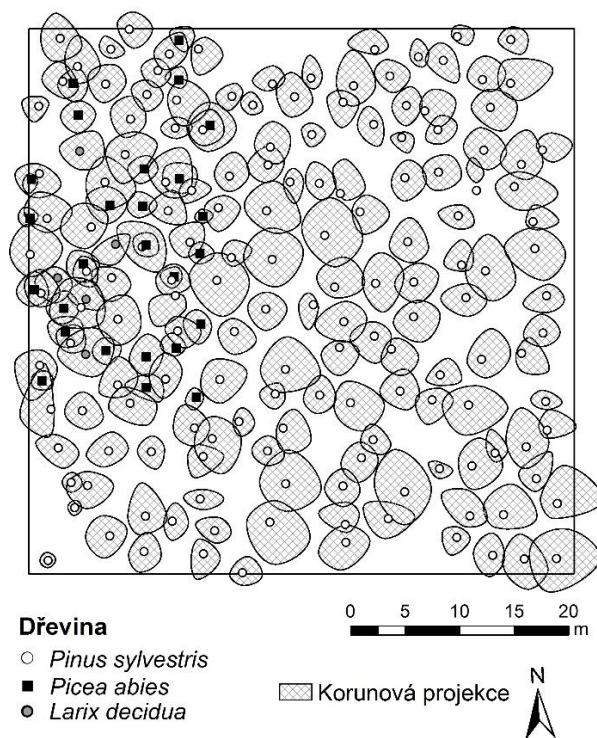 Dřevina
Pinus sylvestris
Picea abies
Larix decidua
0 5 10 15 20
m
Korunová projekce
N